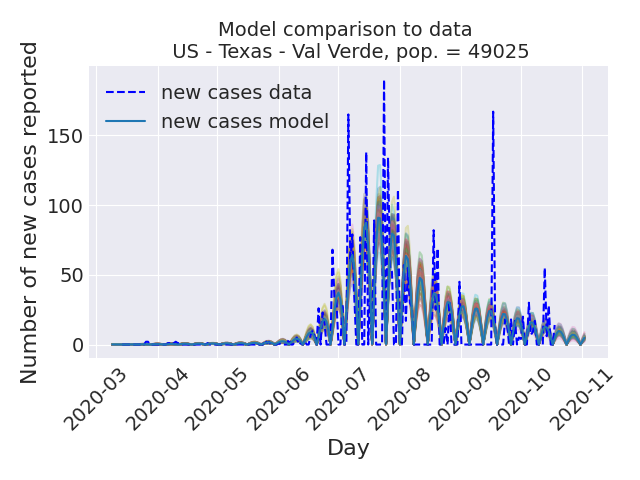 Model comparison to data
US - Texas - Val Verde, pop. = 49025
new cases data
new cases model
Number of new cases reported
150
100
50
0
2020-03
2020-04
2020-05
2020-06
2020-07
2020-08
2020-09
2020-10
2020-11
Day